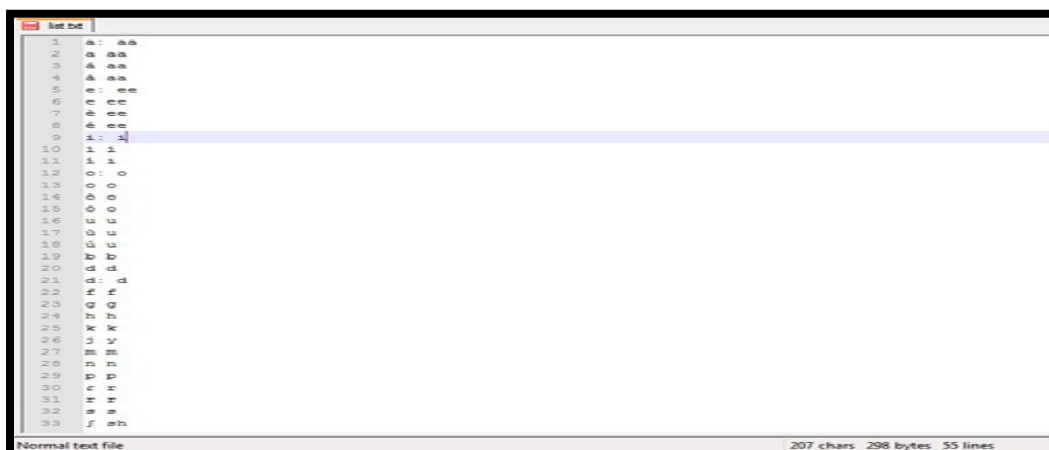 list.txt
1 a: aa
2 a aa
3 á aa
4 à aa
5 e: ee
6 e ee
7 è ee
8 é ee
9 i: i
10 i i
11 ì i
12 o: o
13 o o
14 ò o
15 ó o
16 u u
17 ù u
18 ú u
19 b b
20 d d
21 d: d
22 f f
23 g g
24 h h
25 k k
26 j y
27 m m
28 n n
29 p p
30 ɾ r
31 r r
32 s s
33 ʃ sh
Normal text file
207 chars 298 bytes 55 lines